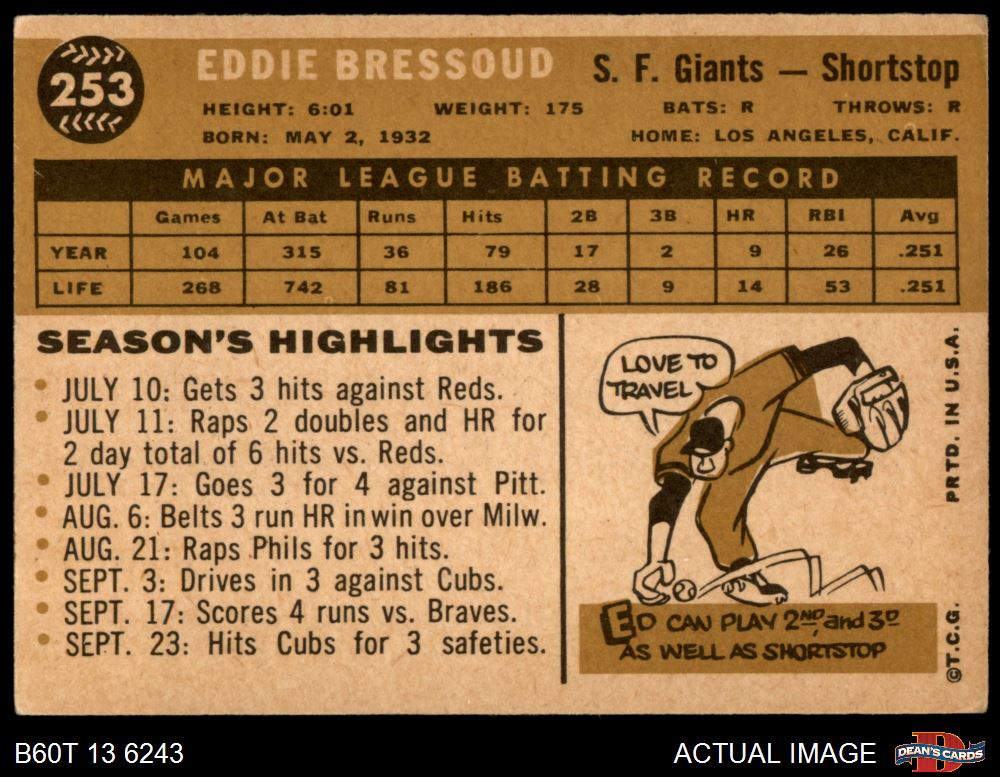 253
EDDIE BRESSOUD
S. F. Giants — Shortstop
HEIGHT: 6:01 WEIGHT: 175 BATS: R THROWS: R
BORN: MAY 2, 1932 HOME: LOS ANGELES, CALIF.
MAJOR LEAGUE BATTING RECORD
Games At Bat Runs Hits 2B 3B HR RBI Avg
YEAR 104 315 36 79 17 2 9 26 .251
LIFE 268 742 81 186 28 9 14 53 .251
SEASON'S HIGHLIGHTS
• JULY 10: Gets 3 hits against Reds.
• JULY 11: Raps 2 doubles and HR for
2 day total of 6 hits vs. Reds.
• JULY 17: Goes 3 for 4 against Pitt.
• AUG. 6: Belts 3 run HR in win over Milw.
• AUG. 21: Raps Phils for 3 hits.
• SEPT. 3: Drives in 3 against Cubs.
• SEPT. 17: Scores 4 runs vs. Braves.
• SEPT. 23: Hits Cubs for 3 safeties.
LOVE TO
TRAVEL
ED CAN PLAY 2ND, and 3D
AS WELL AS SHORTSTOP
©T.C.G. PRTD. IN U.S.A.
B60T 13 6243
ACTUAL IMAGE
D
DEAN'S CARDS